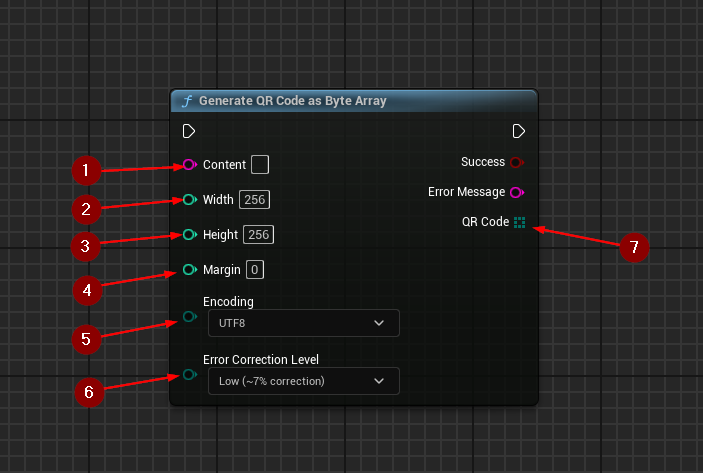 f Generate QR Code as Byte Array
1 Content Success
2 Width 256 Error Message
3 Height 256 QR Code 7
4 Margin 0
Encoding
5 UTF8
Error Correction Level
6 Low (~7% correction)